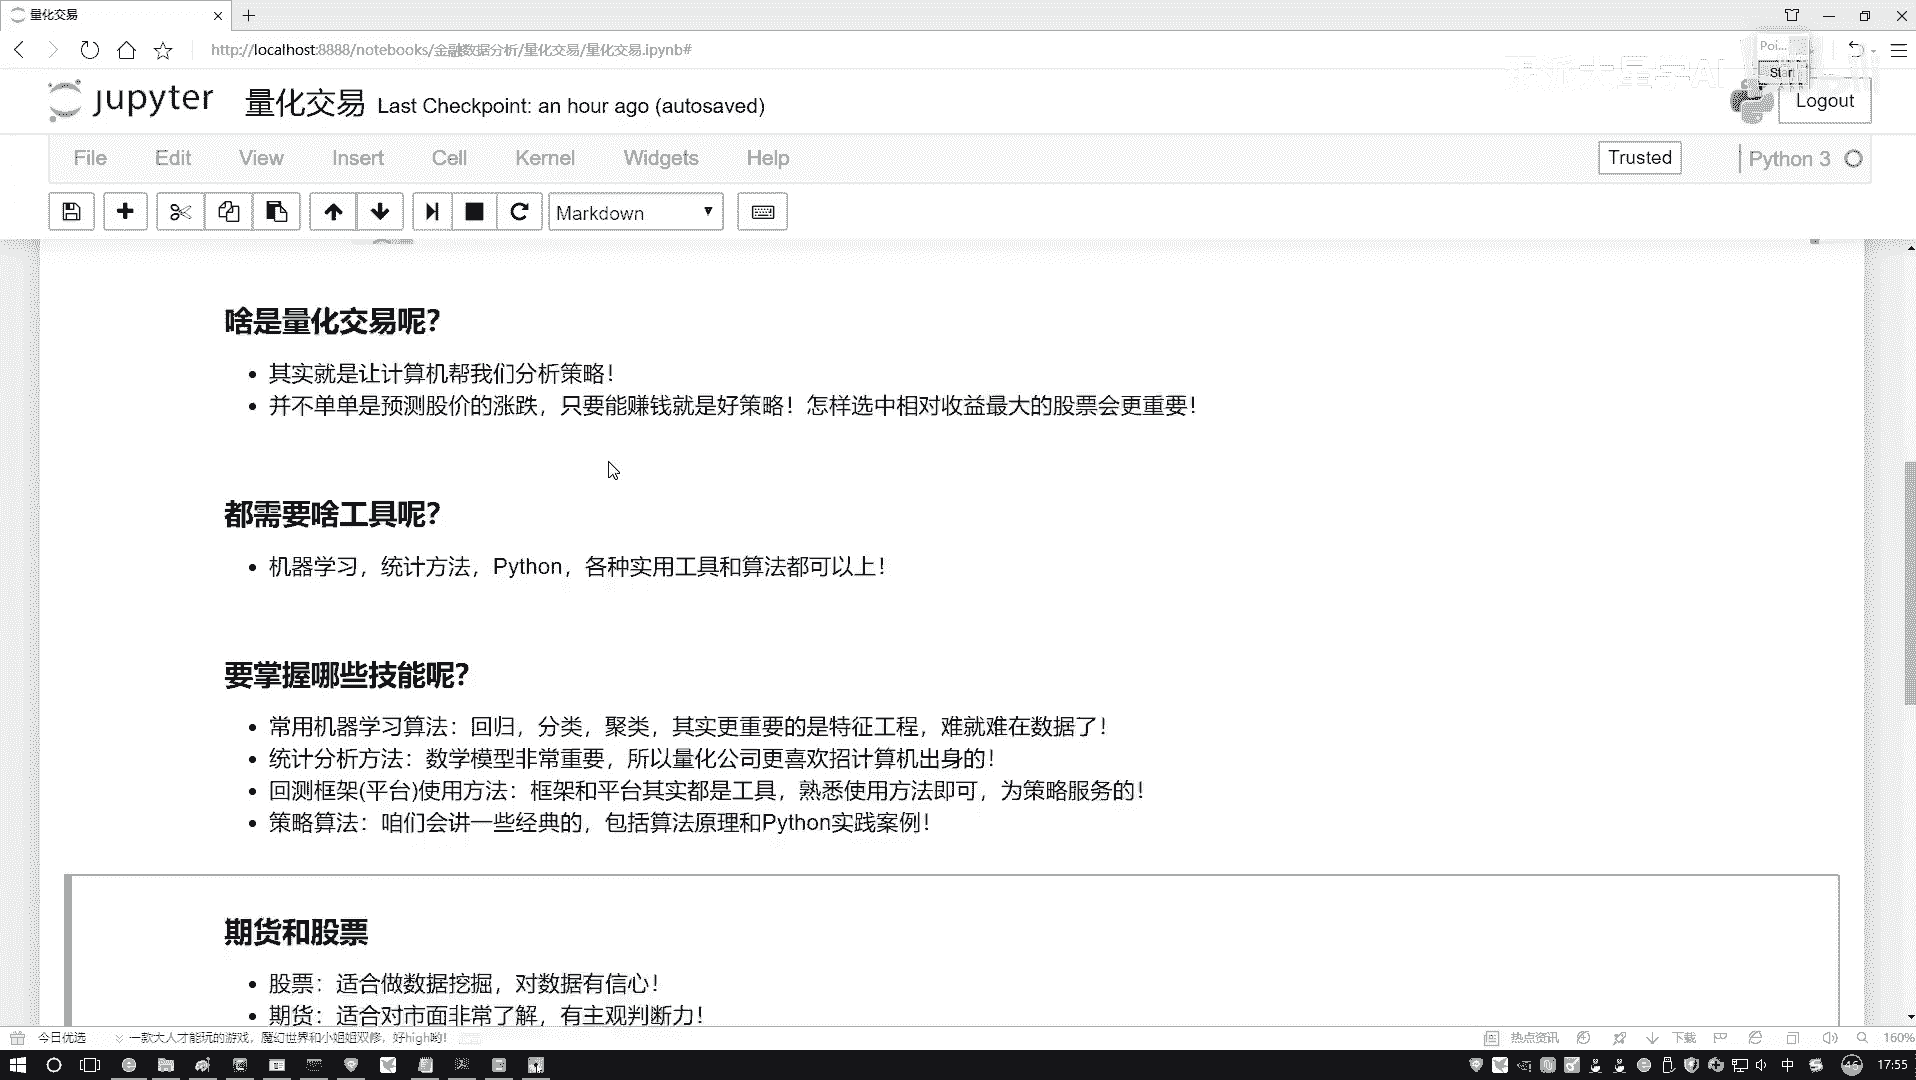 量化交易
http://localhost:8888/notebooks/金融数据分析/量化交易/量化交易.ipynb#
Poi...
Start
jupyter 量化交易 Last Checkpoint: an hour ago (autosaved)
Logout
File Edit View Insert Cell Kernel Widgets Help
Trusted
Python 3
Markdown
啥是量化交易呢？
• 其实就是让计算机帮我们分析策略！
• 并不单单是预测股价的涨跌，只要能赚钱就是好策略！怎样选中相对收益最大的股票会更重要！
都需要啥工具呢？
• 机器学习，统计方法，Python，各种实用工具和算法都可以上！
要掌握哪些技能呢？
• 常用机器学习算法：回归，分类，聚类，其实更重要的是特征工程，难就难在数据了！
• 统计分析方法：数学模型非常重要，所以量化公司更喜欢招计算机出身的！
• 回测框架(平台)使用方法：框架和平台其实都是工具，熟悉使用方法即可，为策略服务的！
• 策略算法：咱们会讲一些经典的，包括算法原理和Python实践案例！
期货和股票
• 股票：适合做数据挖掘，对数据有信心！
• 期货：适合对市面非常了解，有主观判断力！
今日优选 一款大人才能玩的游戏，魔幻世界和小姐姐双修，好high哟！
热点资讯 下载 160%
中 46 17:55